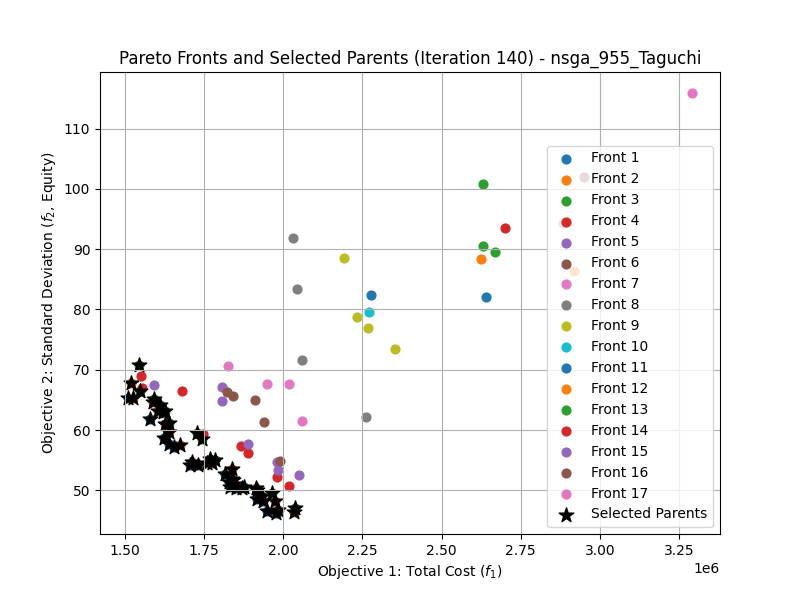 Pareto Fronts and Selected Parents (Iteration 140) - nsga_955_Taguchi
Objective 2: Standard Deviation (f₂, Equity)
110
100
90
80
70
60
50
1.50
1.75
2.00
2.25
2.50
2.75
3.00
3.25
1e6
Objective 1: Total Cost (f₁)
Front 1
Front 2
Front 3
Front 4
Front 5
Front 6
Front 7
Front 8
Front 9
Front 10
Front 11
Front 12
Front 13
Front 14
Front 15
Front 16
Front 17
Selected Parents